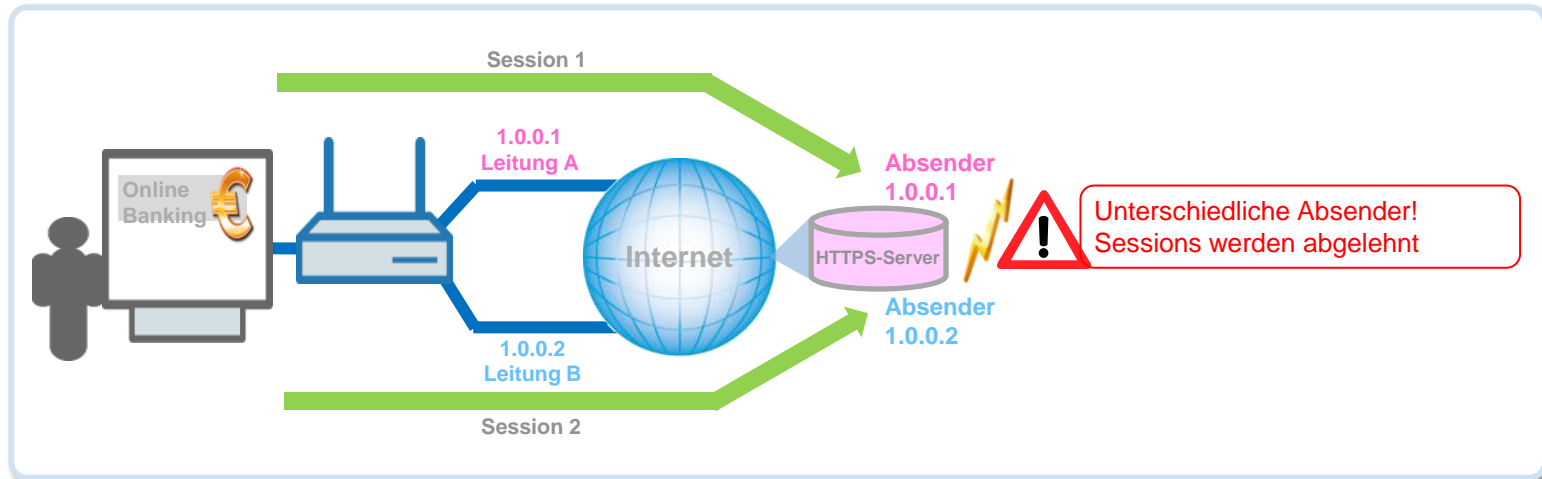 Session 1
1.0.0.1
Leitung A
Online
Banking
Absender
1.0.0.1
Unterschiedliche Absender!
Sessions werden abgelehnt
Internet
HTTPS-Server
Absender
1.0.0.2
1.0.0.2
Leitung B
Session 2